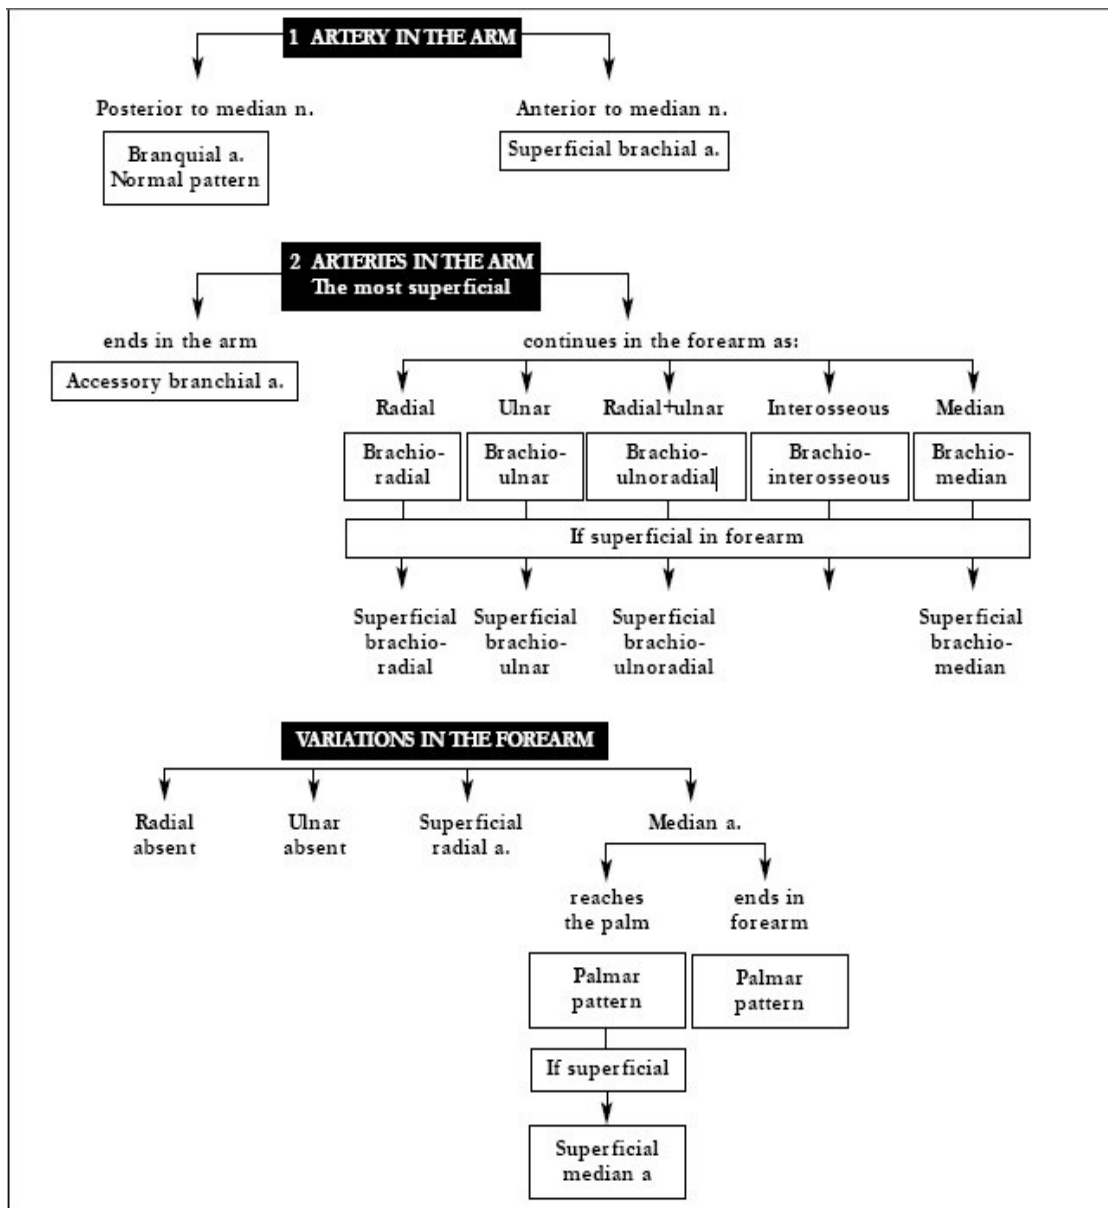 1 ARTERY IN THE ARM
Posterior to median n.
Anterior to median n.
Branquial a.
Normal pattern
Superficial brachial a.
2 ARTERIES IN THE ARM
The most superficial
ends in the arm
continues in the forearm as:
Accessory branchial a.
Radial
Ulnar
Radial+ulnar
Interosseous
Median
Brachio-
radial
Brachio-
ulnar
Brachio-
ulnoradial
Brachio-
interosseous
Brachio-
median
If superficial in forearm
Superficial
brachio-
radial
Superficial
brachio-
ulnar
Superficial
brachio-
ulnoradial
Superficial
brachio-
median
VARIATIONS IN THE FOREARM
Radial
absent
Ulnar
absent
Superficial
radial a.
Median a.
reaches
the palm
ends in
forearm
Palmar
pattern
Palmar
pattern
If superficial
Superficial
median a